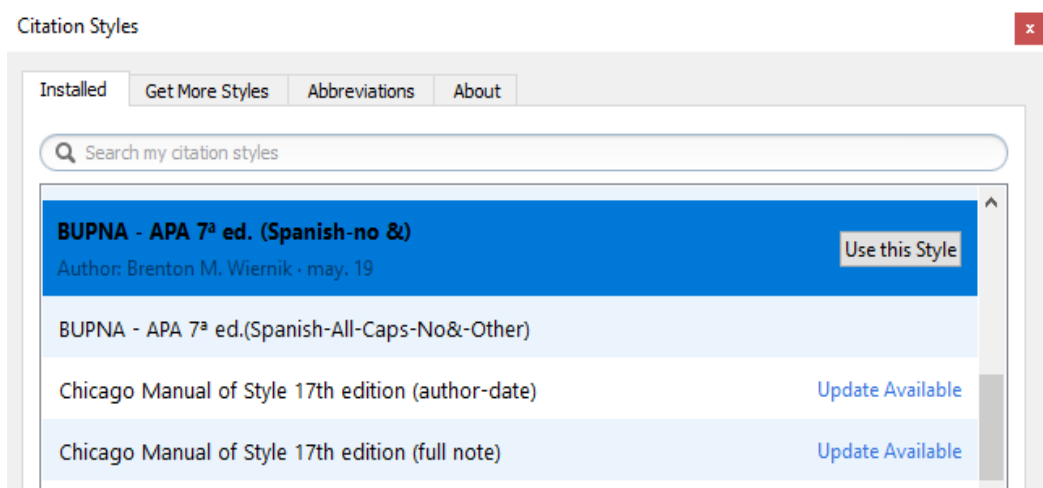 Citation Styles
x
Installed Get More Styles Abbreviations About
Search my citation styles
BUPNA - APA 7ª ed. (Spanish-no &)
Author: Brenton M. Wiernik · may. 19
Use this Style
BUPNA - APA 7ª ed.(Spanish-All-Caps-No&-Other)
Chicago Manual of Style 17th edition (author-date) Update Available
Chicago Manual of Style 17th edition (full note) Update Available